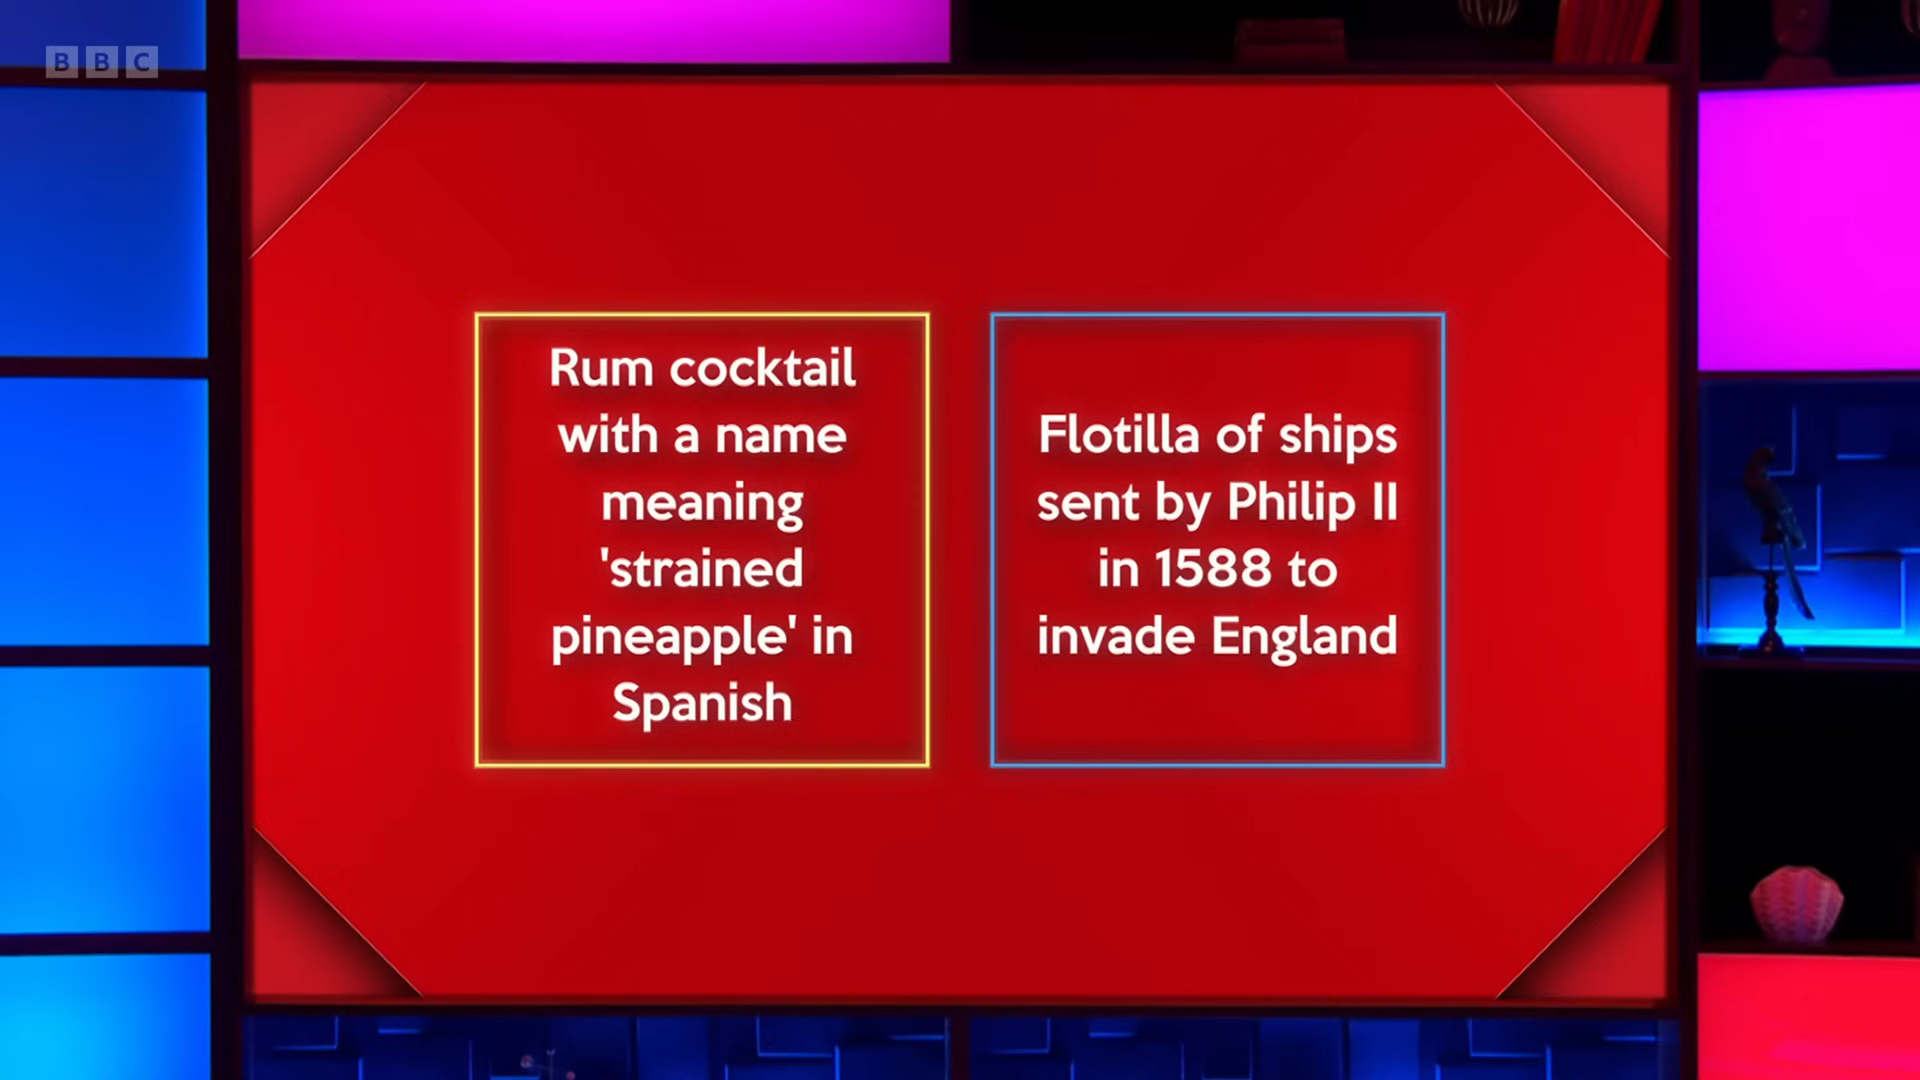 BBC
Rum cocktail
with a name
meaning
'strained
pineapple' in
Spanish
Flotilla of ships
sent by Philip II
in 1588 to
invade England